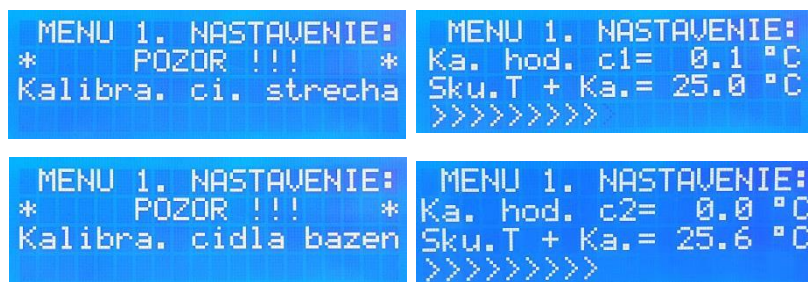 MENU 1. NASTAVENIE:
* POZOR !!! *
Kalibra. ci. strecha
MENU 1. NASTAVENIE:
Ka. hod. c1= 0.1 °C
Sku.T + Ka.= 25.0 °C
>>>>>>>>>
MENU 1. NASTAVENIE:
* POZOR !!! *
Kalibra. cidla bazen
MENU 1. NASTAVENIE:
Ka. hod. c2= 0.0 °C
Sku.T + Ka.= 25.6 °C
>>>>>>>>>